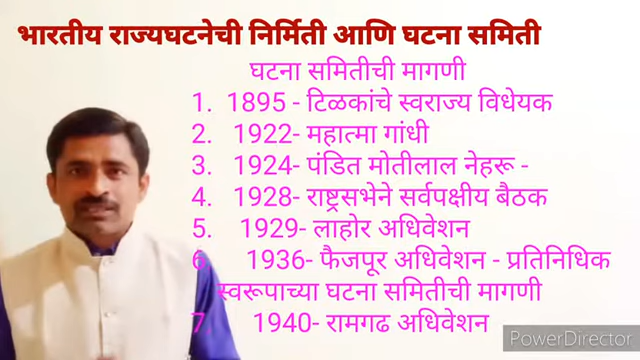 भारतीय राज्यघटनेची निर्मिती आणि घटना समिती
घटना समितीची मागणी
1. 1895 - टिळकांचे स्वराज्य विधेयक
2. 1922- महात्मा गांधी
3. 1924- पंडित मोतीलाल नेहरू -
4. 1928- राष्ट्रसभेने सर्वपक्षीय बैठक
5. 1929- लाहोर अधिवेशन
6. 1936- फैजपूर अधिवेशन - प्रतिनिधिक
स्वरूपाच्या घटना समितीची मागणी
7 1940- रामगढ अधिवेशन
PowerDirector